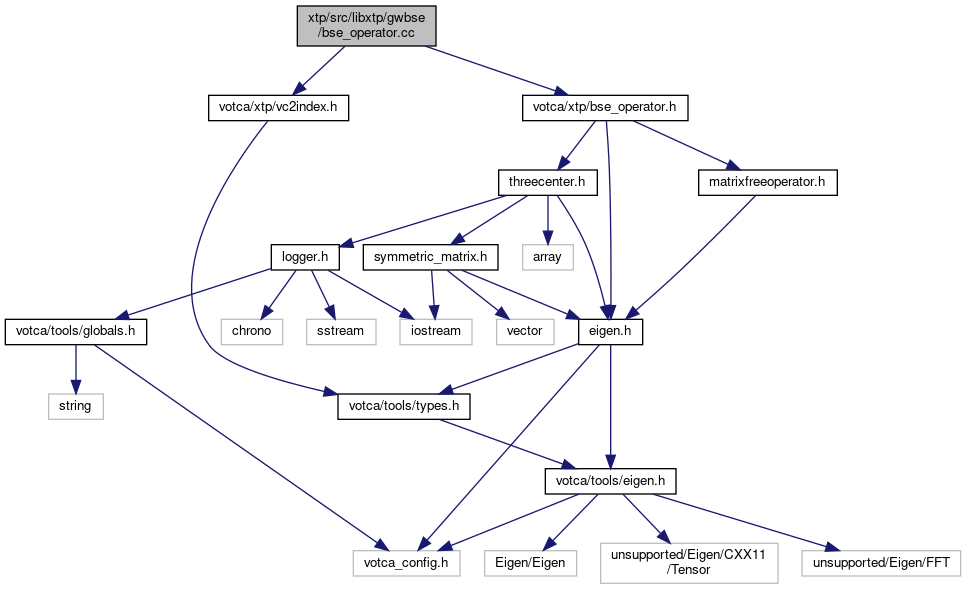 xtp/src/libxtp/gwbse
/bse_operator.cc
votca/xtp/vc2index.h
votca/xtp/bse_operator.h
threecenter.h
matrixfreeoperator.h
logger.h
symmetric_matrix.h
array
votca/tools/globals.h
chrono
sstream
iostream
vector
eigen.h
string
votca/tools/types.h
votca/tools/eigen.h
votca_config.h
Eigen/Eigen
unsupported/Eigen/CXX11
/Tensor
unsupported/Eigen/FFT